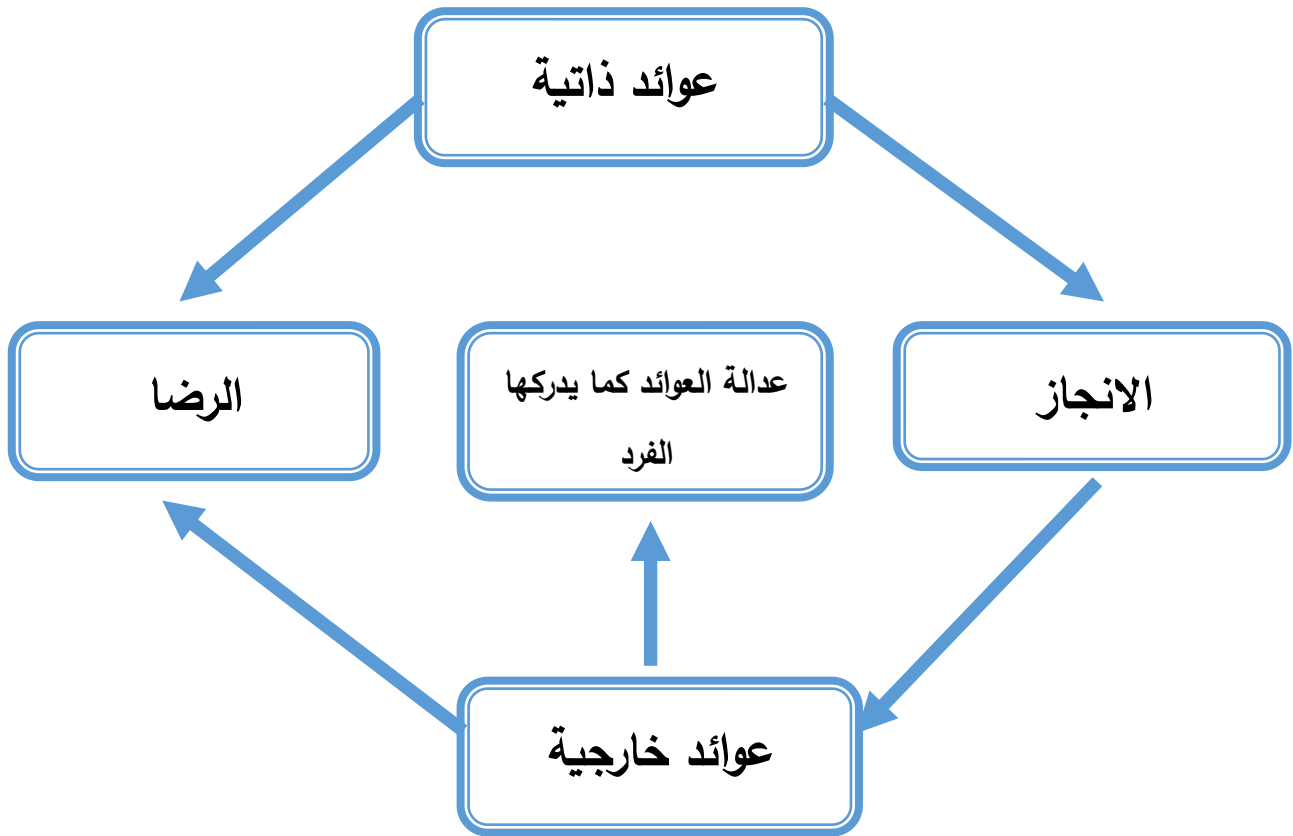 عوائد ذاتية
الانجاز
عدالة العوائد كما يدركها
الفرد
الرضا
عوائد خارجية